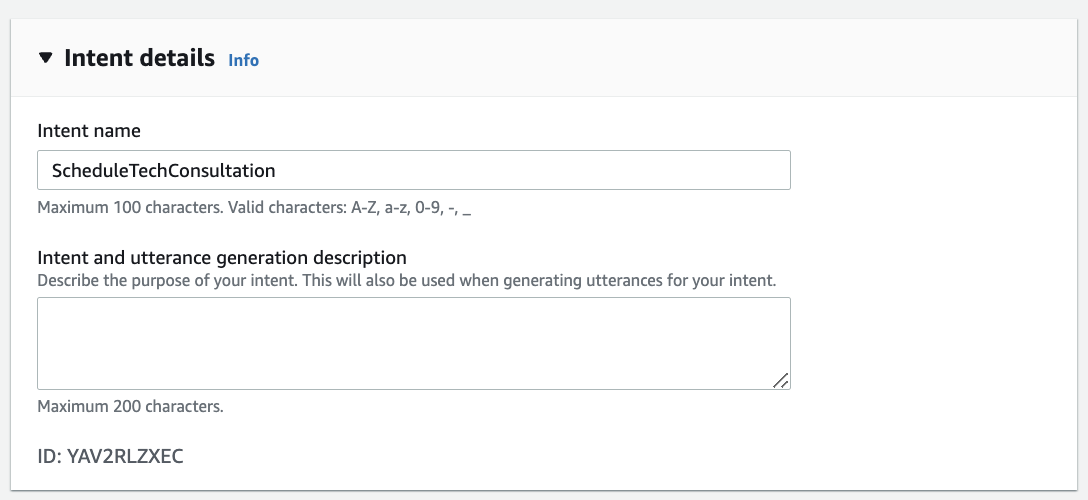 Intent details Info
Intent name
ScheduleTechConsultation
Maximum 100 characters. Valid characters: A-Z, a-z, 0-9, -, _
Intent and utterance generation description
Describe the purpose of your intent. This will also be used when generating utterances for your intent.
Maximum 200 characters.
ID: YAV2RLZXEC